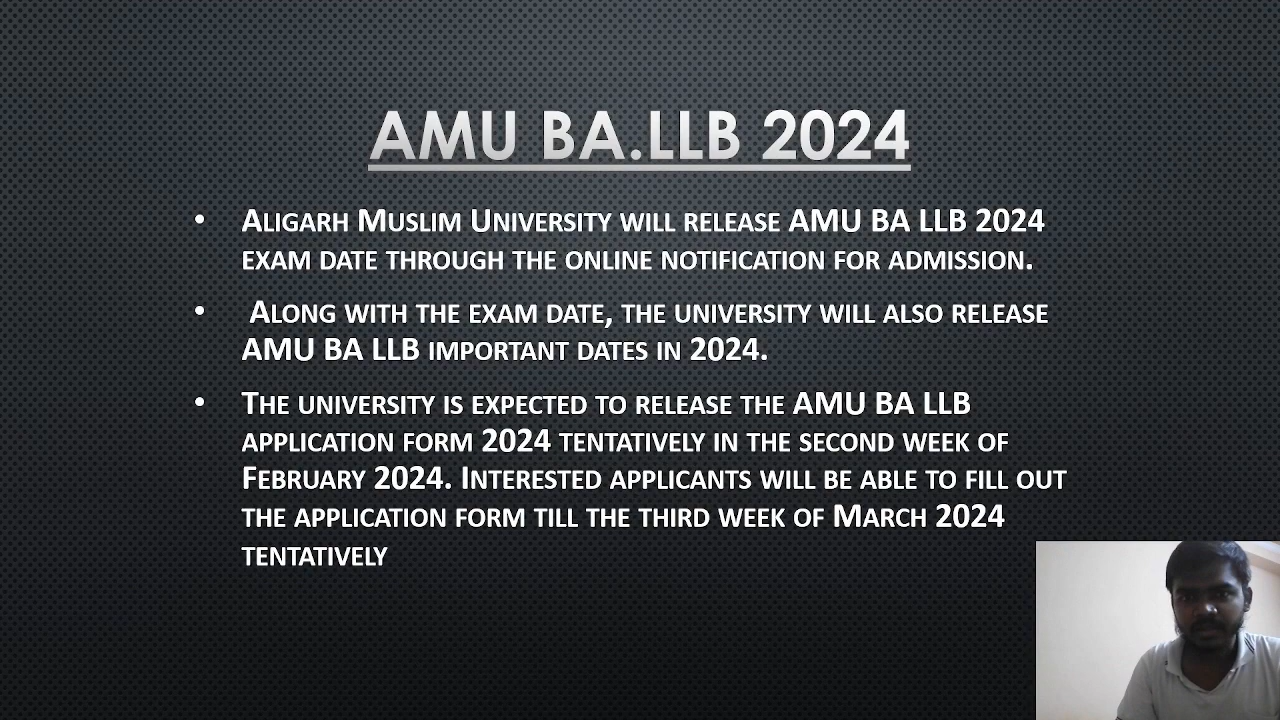 AMU BA.LLB 2024
• Aligarh Muslim University will release AMU BA LLB 2024
exam date through the online notification for admission.
• Along with the exam date, the university will also release
AMU BA LLB important dates in 2024.
• The university is expected to release the AMU BA LLB
application form 2024 tentatively in the second week of
February 2024. Interested applicants will be able to fill out
the application form till the third week of March 2024
tentatively